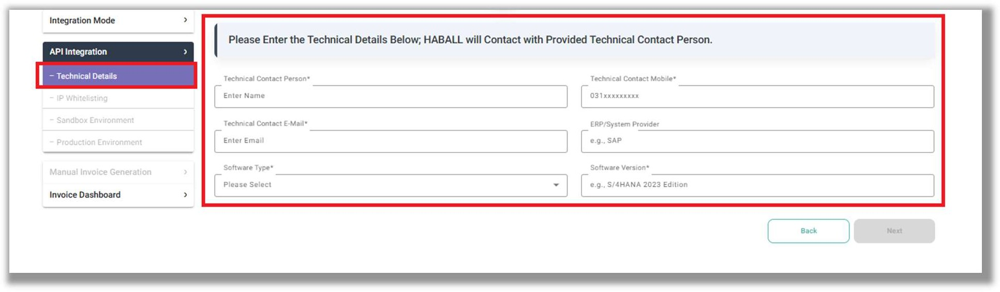 Integration Mode
API Integration
– Technical Details
– IP Whitelisting
– Sandbox Environment
– Production Environment
Manual Invoice Generation
Invoice Dashboard
Please Enter the Technical Details Below; HABALL will Contact with Provided Technical Contact Person.
Technical Contact Person*
Enter Name
Technical Contact Mobile*
031xxxxxxxxx
Technical Contact E-Mail*
Enter Email
ERP/System Provider
e.g., SAP
Software Type*
Please Select
Software Version*
e.g., S/4HANA 2023 Edition
Back
Next